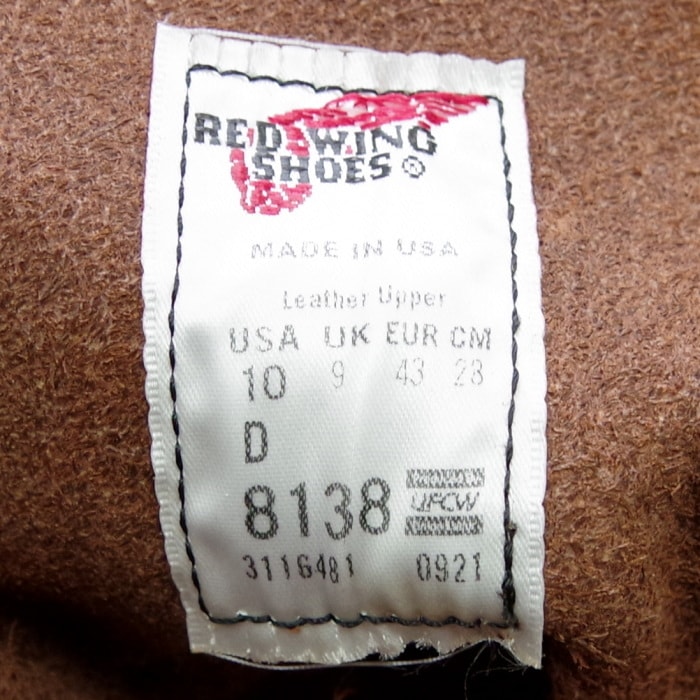 RED WING
SHOES ®
MADE IN USA
Leather Upper
USA UK EUR CM
10 9 43 28
D
8138 UFCW
3116481 0921